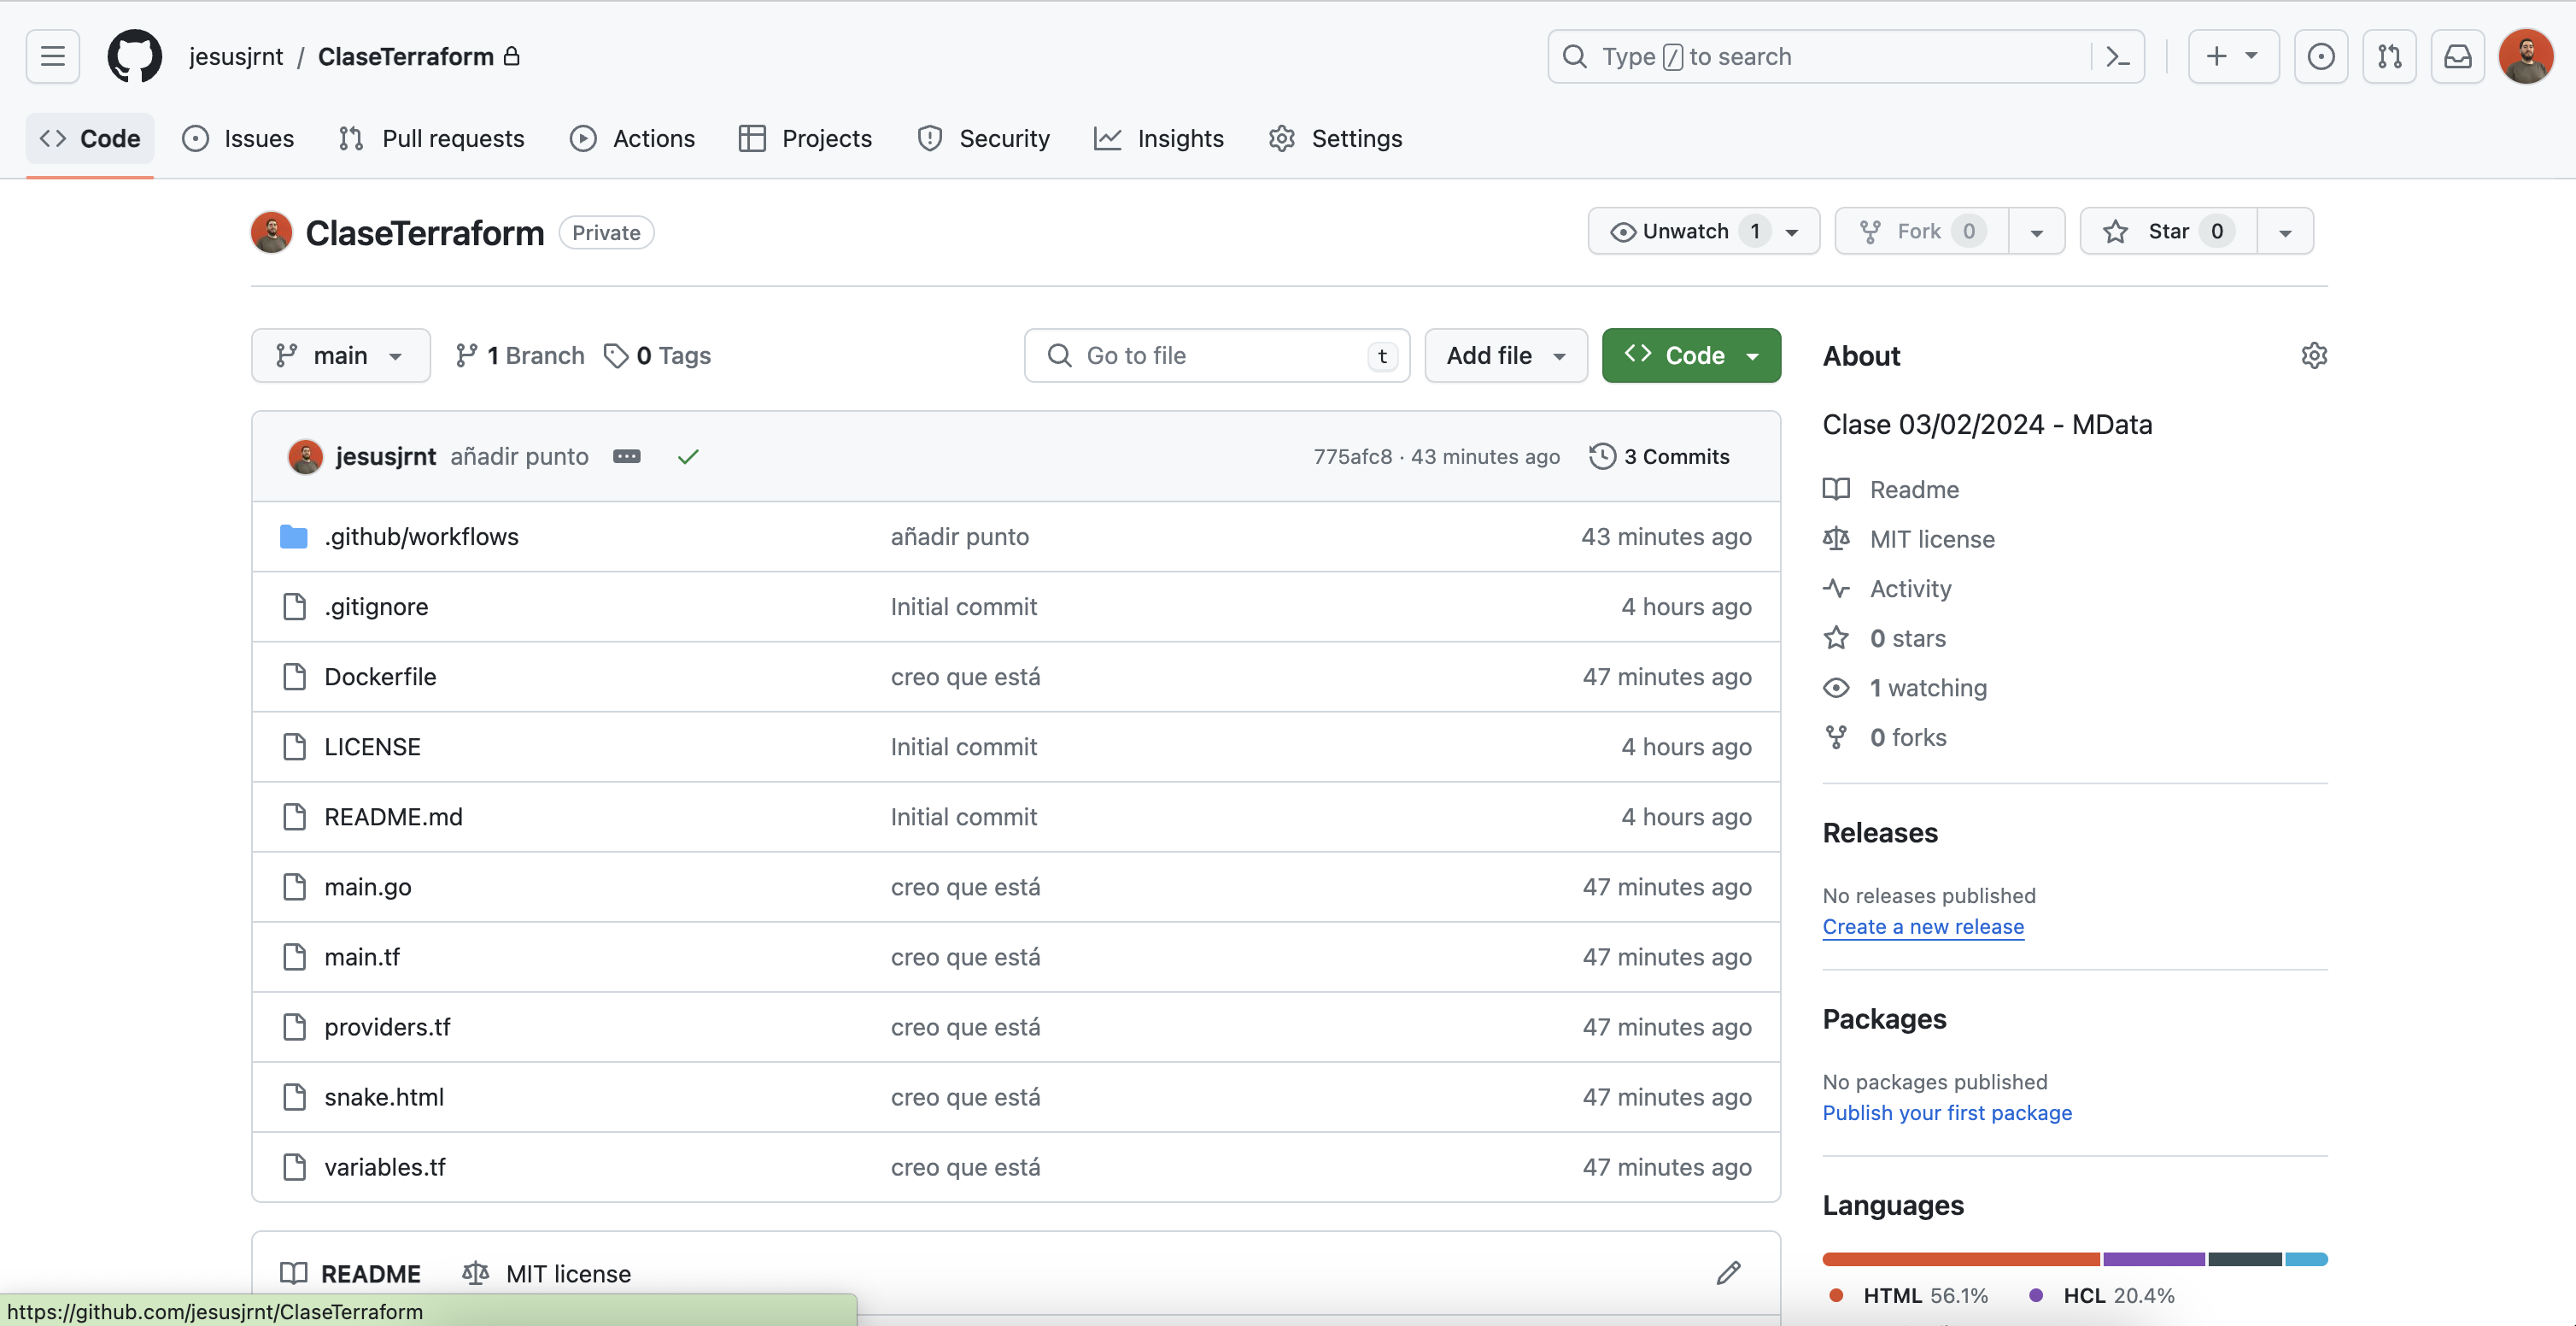 jesusjrnt / ClaseTerraform
Type / to search
Code Issues Pull requests Actions Projects Security Insights Settings
ClaseTerraform Private
Unwatch 1 Fork 0 Star 0
main 1 Branch 0 Tags
Go to file t Add file Code
jesusjrnt añadir punto
775afc8 · 43 minutes ago 3 Commits
.github/workflows añadir punto 43 minutes ago
.gitignore Initial commit 4 hours ago
Dockerfile creo que está 47 minutes ago
LICENSE Initial commit 4 hours ago
README.md Initial commit 4 hours ago
main.go creo que está 47 minutes ago
main.tf creo que está 47 minutes ago
providers.tf creo que está 47 minutes ago
snake.html creo que está 47 minutes ago
variables.tf creo que está 47 minutes ago
README MIT license
About
Clase 03/02/2024 - MData
Readme
MIT license
Activity
0 stars
1 watching
0 forks
Releases
No releases published
Create a new release
Packages
No packages published
Publish your first package
Languages
HTML 56.1% HCL 20.4%
https://github.com/jesusjrnt/ClaseTerraform